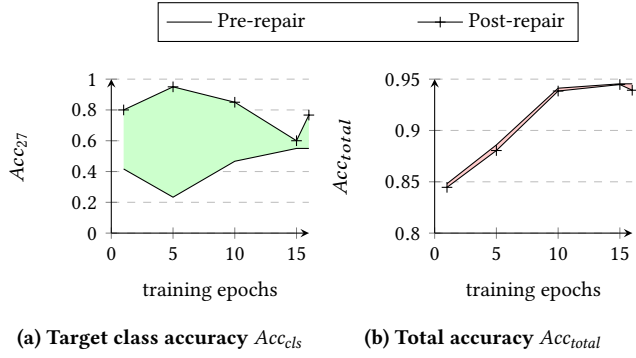 Pre-repair Post-repair
1
0.8
0.6
0.4
0.2
0
0 5 10 15
Acc27
training epochs
0.95
0.9
0.85
0.8
0 5 10 15
Acctotal
training epochs
(a) Target class accuracy Acccls
(b) Total accuracy Acctotal